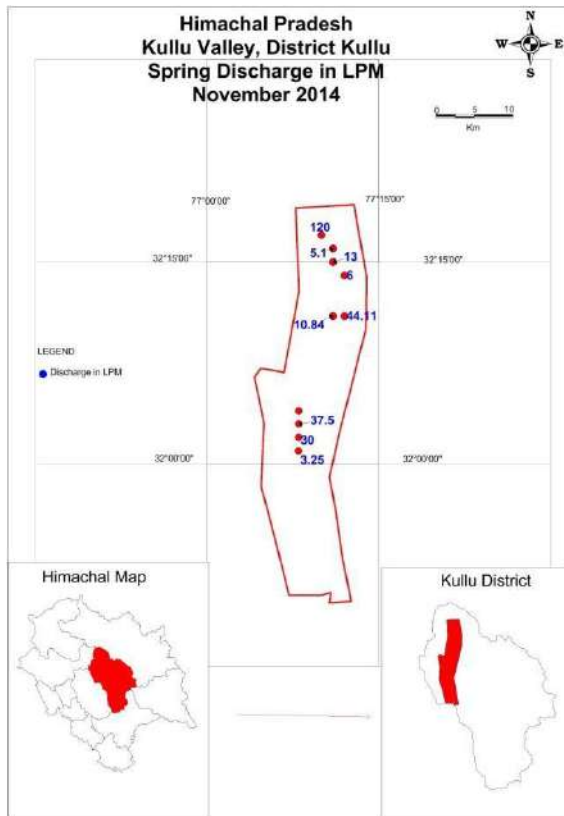 Himachal Pradesh
Kullu Valley, District Kullu
Spring Discharge in LPM
November 2014
N
W E
S
0 5 10
Km
77°00'00" 77°15'00"
120
5.1 13
32°15'00" 32°15'00"
6
10.84 44.11
LEGEND
Discharge in LPM
37.5
30
32°00'00" 32°00'00"
3.25
Himachal Map
Kullu District